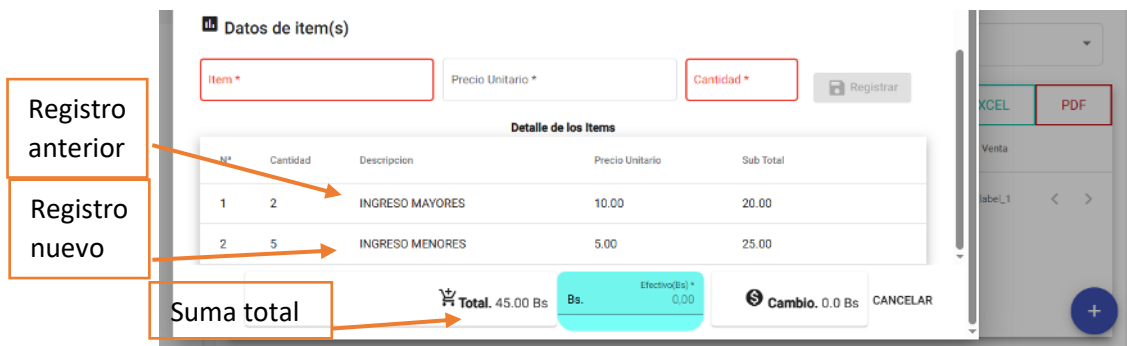 Datos de item(s)
Item *
Precio Unitario *
Cantidad *
Registrar
XCEL
PDF
Registro
anterior
Detalle de los Items
Nª
Cantidad
Descripcion
Precio Unitario
Sub Total
Venta
1
2
INGRESO MAYORES
10.00
20.00
label_1
Registro
nuevo
2
5
INGRESO MENORES
5.00
25.00
Suma total
Total. 45.00 Bs
Bs.
Efectivo(Bs) *
0,00
Cambio. 0.0 Bs
CANCELAR
+